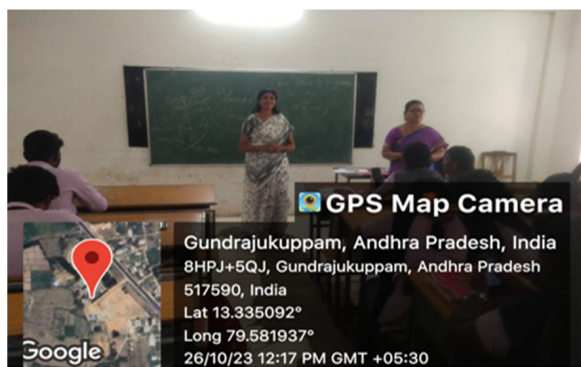 GPS Map Camera
Gundrajukuppam, Andhra Pradesh, India
8HPJ+5QJ, Gundrajukuppam, Andhra Pradesh
517590, India
Lat 13.335092°
Long 79.581937°
26/10/23 12:17 PM GMT +05:30
Google